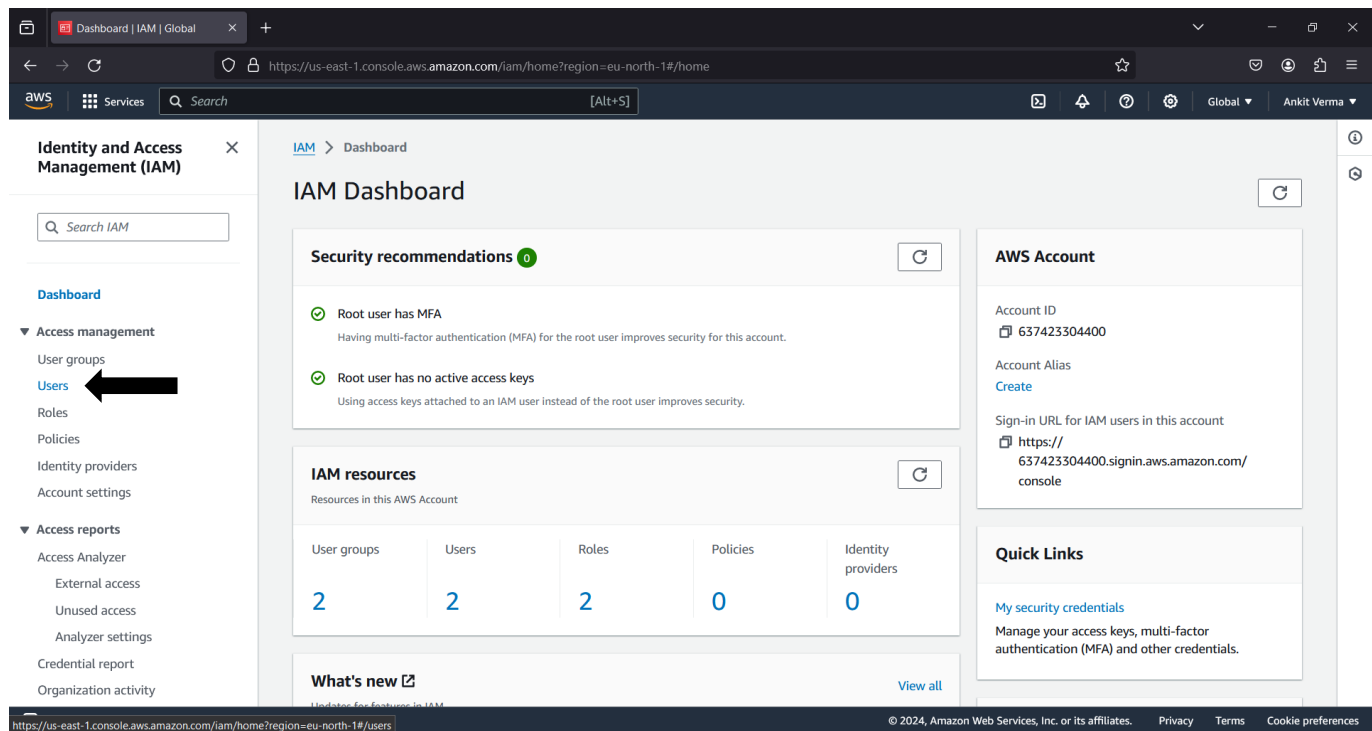 Dashboard | IAM | Global
https://us-east-1.console.aws.amazon.com/iam/home?region=eu-north-1#/home
aws
Services
Search
[Alt+S]
Global
Ankit Verma
Identity and Access
Management (IAM)
Search IAM
Dashboard
Access management
User groups
Users
Roles
Policies
Identity providers
Account settings
Access reports
Access Analyzer
External access
Unused access
Analyzer settings
Credential report
Organization activity
https://us-east-1.console.aws.amazon.com/iam/home?region=eu-north-1#/users
IAM > Dashboard
IAM Dashboard
Security recommendations 0
Root user has MFA
Having multi-factor authentication (MFA) for the root user improves security for this account.
Root user has no active access keys
Using access keys attached to an IAM user instead of the root user improves security.
IAM resources
Resources in this AWS Account
User groups
2
Users
2
Roles
2
Policies
0
Identity
providers
0
What's new
View all
Updates for features in IAM
AWS Account
Account ID
637423304400
Account Alias
Create
Sign-in URL for IAM users in this account
https://
637423304400.signin.aws.amazon.com/
console
Quick Links
My security credentials
Manage your access keys, multi-factor
authentication (MFA) and other credentials.
© 2024, Amazon Web Services, Inc. or its affiliates.
Privacy
Terms
Cookie preferences